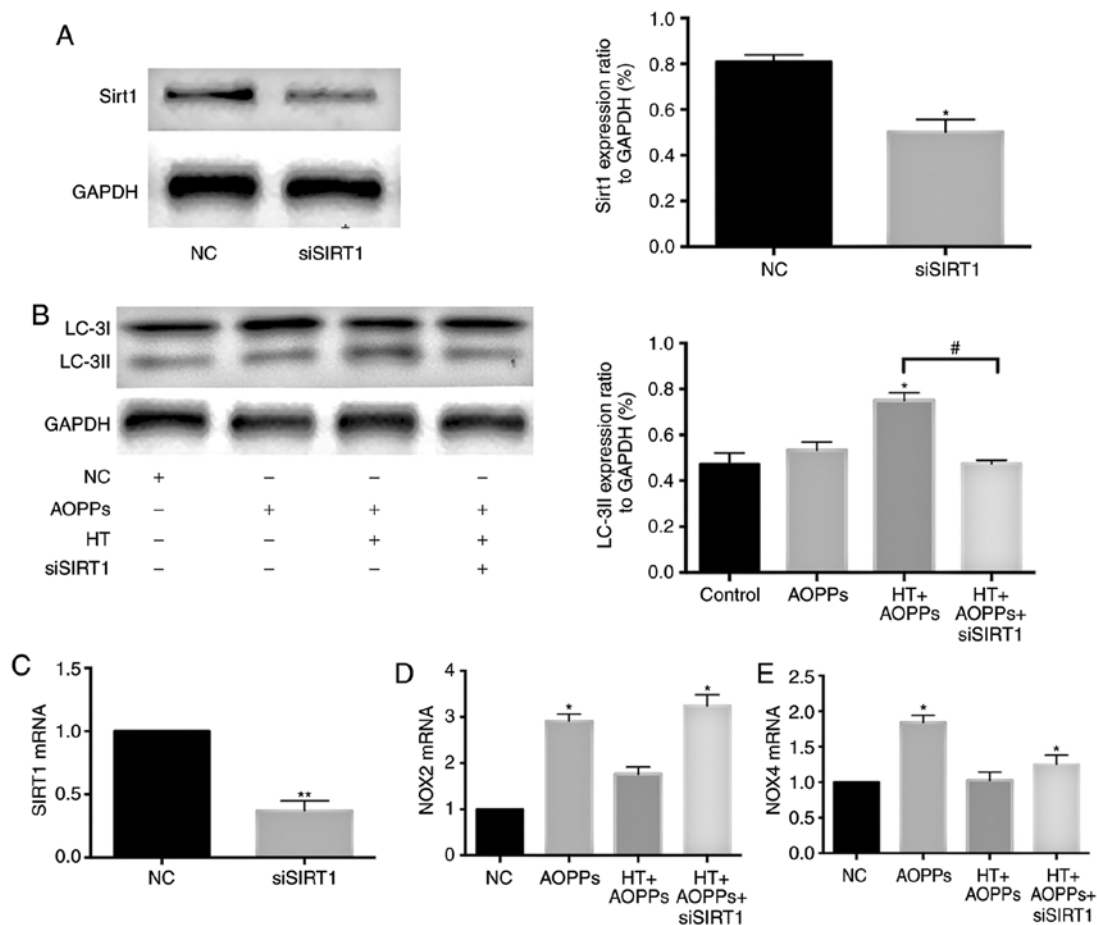 A
Sirt1
GAPDH
NC siSIRT1
Sirt1 expression ratio
to GAPDH (%)
1.0
0.8
0.6
0.4
0.2
0.0
*
NC siSIRT1
B
LC-3I
LC-3II
GAPDH
NC + – – –
AOPPs – + + +
HT – – + +
siSIRT1 – – – +
LC-3II expression ratio
to GAPDH (%)
1.0
0.8
0.6
0.4
0.2
0.0
*
#
Control AOPPs HT+ HT+
AOPPs AOPPs+
siSIRT1
C
SIRT1 mRNA
1.5
1.0
0.5
0.0
**
NC siSIRT1
D
NOX2 mRNA
4
3
2
1
0
* *
NC AOPPs HT+ HT+
AOPPs AOPPs+
siSIRT1
E
NOX4 mRNA
2.5
2.0
1.5
1.0
0.5
0.0
* *
NC AOPPs HT+ HT+
AOPPs AOPPs+
siSIRT1